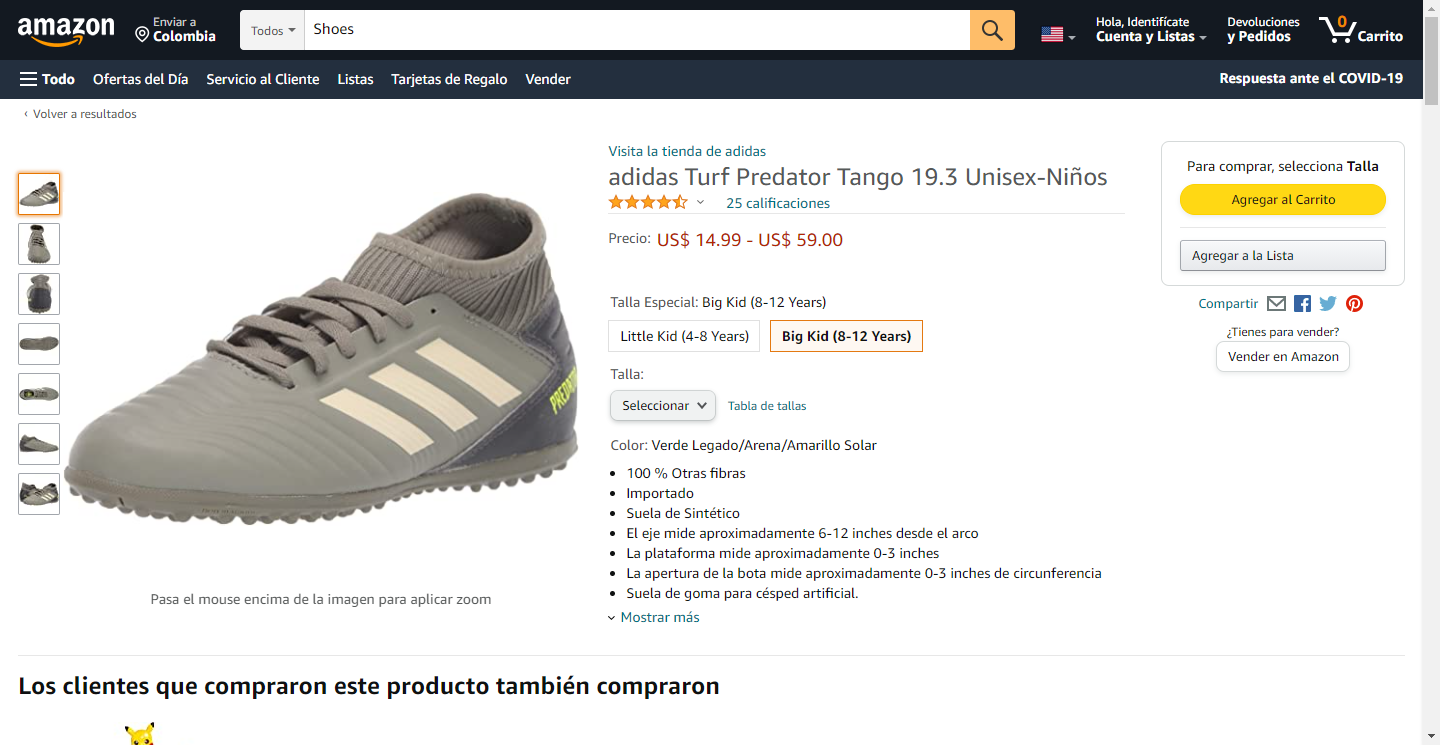 amazon
Enviar a
Colombia
Todos
Shoes
Hola, Identifícate
Cuenta y Listas
Devoluciones
y Pedidos
0
Carrito
Todo
Ofertas del Día
Servicio al Cliente
Listas
Tarjetas de Regalo
Vender
Respuesta ante el COVID-19
‹ Volver a resultados
Visita la tienda de adidas
adidas Turf Predator Tango 19.3 Unisex-Niños
25 calificaciones
Precio: US$ 14.99 - US$ 59.00
Talla Especial: Big Kid (8-12 Years)
Little Kid (4-8 Years)
Big Kid (8-12 Years)
Talla:
Seleccionar
Tabla de tallas
Color: Verde Legado/Arena/Amarillo Solar
• 100 % Otras fibras
• Importado
• Suela de Sintético
• El eje mide aproximadamente 6-12 inches desde el arco
• La plataforma mide aproximadamente 0-3 inches
• La apertura de la bota mide aproximadamente 0-3 inches de circunferencia
• Suela de goma para césped artificial.
Mostrar más
Para comprar, selecciona Talla
Agregar al Carrito
Agregar a la Lista
Compartir
¿Tienes para vender?
Vender en Amazon
PREDATOR
Pasa el mouse encima de la imagen para aplicar zoom
Los clientes que compraron este producto también compraron